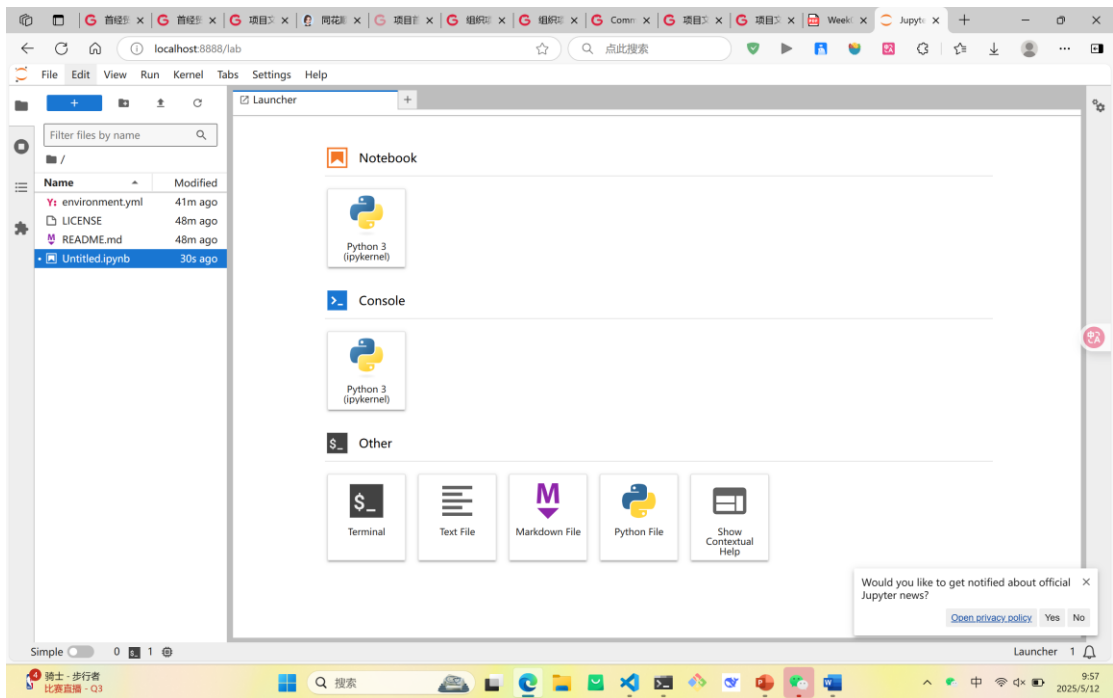 首经
首经
项目
同花
项目
组织
组织
Comn
项目
项目
Week
Jupyte
localhost:8888/lab
点此搜索
File Edit View Run Kernel Tabs Settings Help
Launcher
Filter files by name
/
Name Modified
Y: environment.yml 41m ago
LICENSE 48m ago
README.md 48m ago
Untitled.ipynb 30s ago
Notebook
Python 3
(ipykernel)
Console
Python 3
(ipykernel)
$_ Other
Terminal
Text File
Markdown File
Python File
Show
Contextual
Help
Would you like to get notified about official
Jupyter news?
Open privacy policy Yes No
Simple 0 1
Launcher 1
4
骑士 - 步行者
比赛直播 - Q3
搜索
中
9:57
2025/5/12